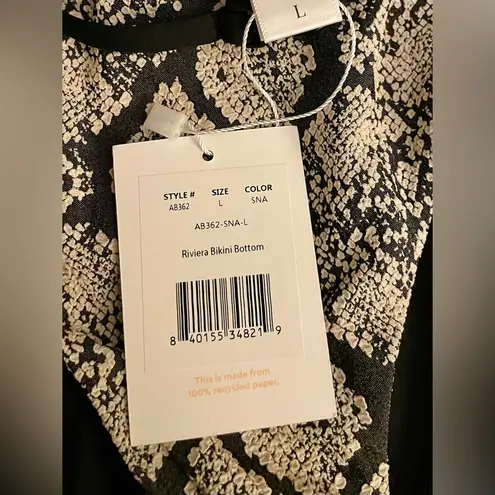 L
STYLE # SIZE COLOR
AB362 L SNA
AB362-SNA-L
Riviera Bikini Bottom
8 40155 34821 9
This is made from
100% recycled paper.